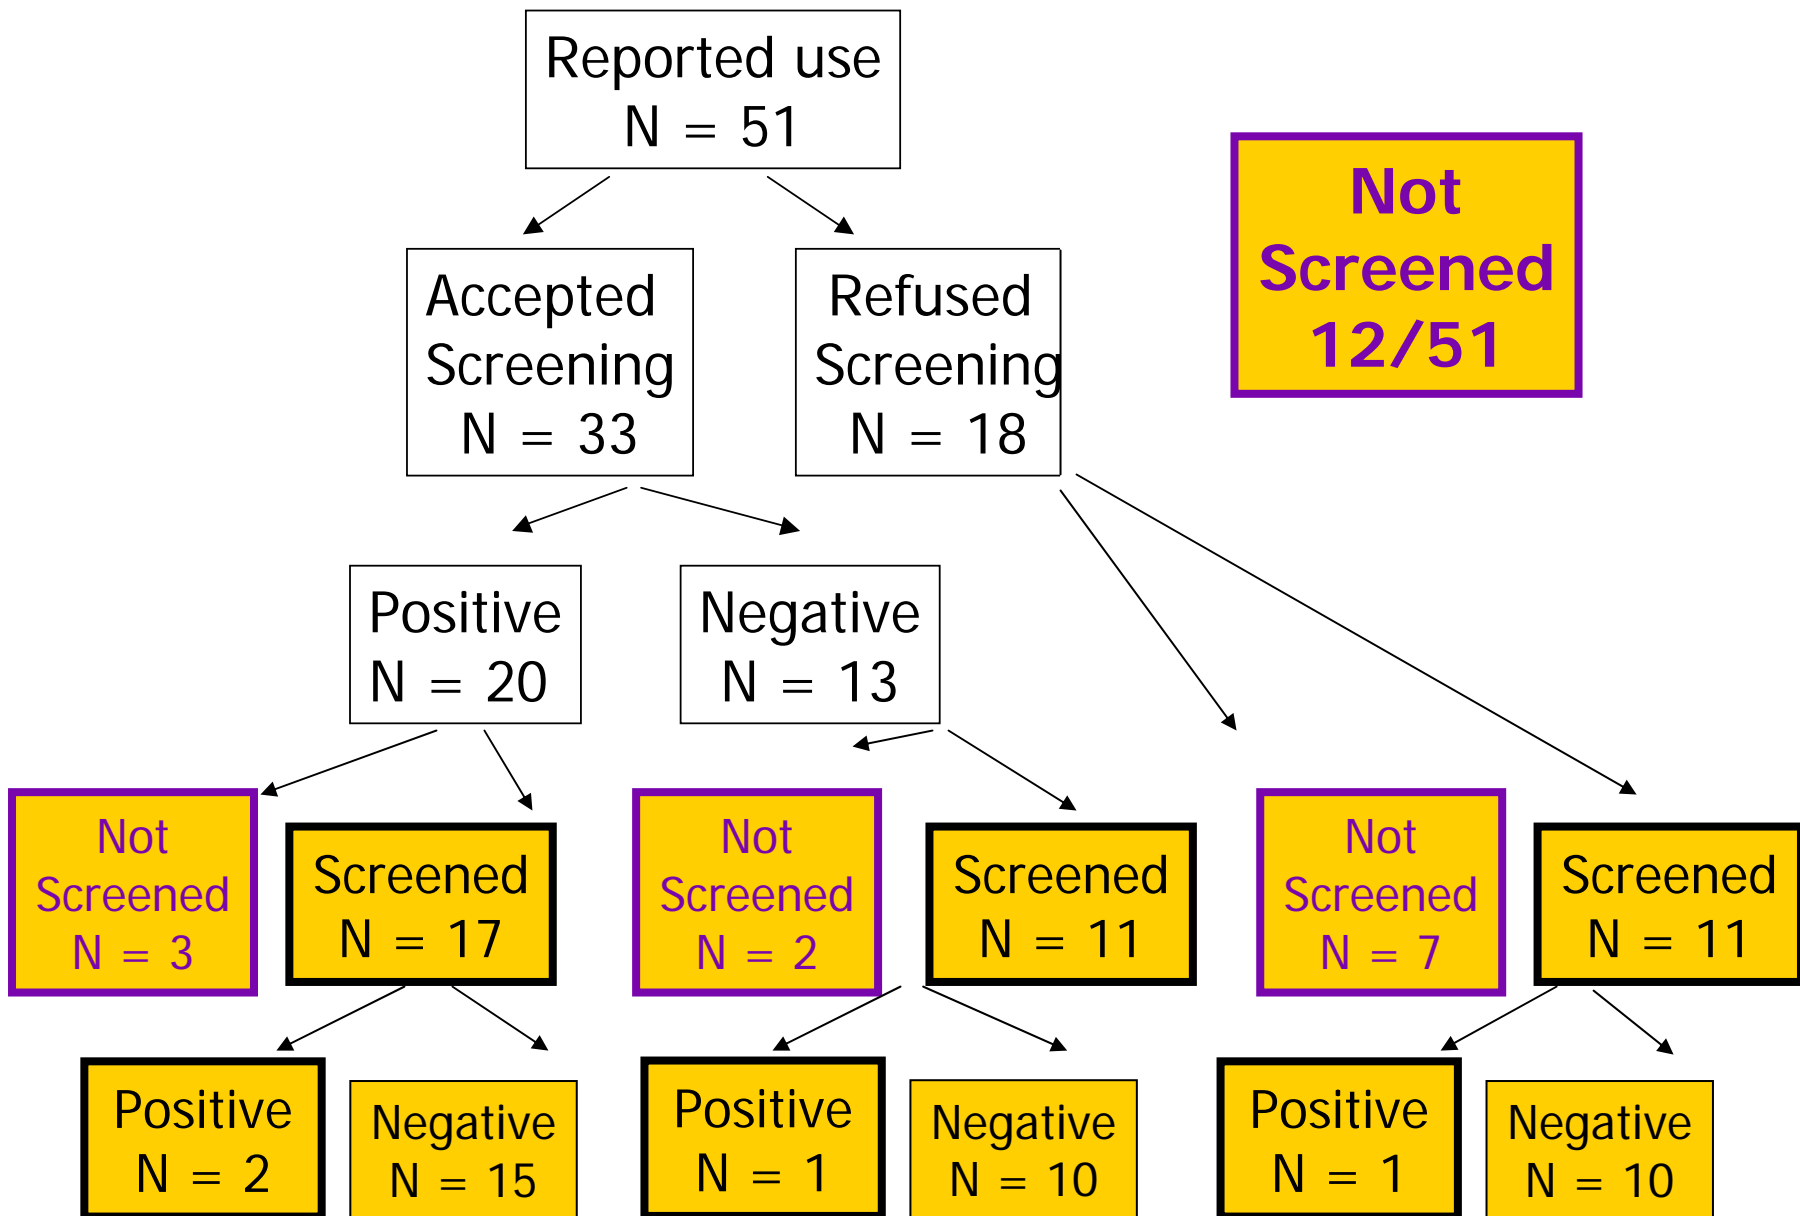 Reported use
N = 51
Not
Screened
12/51
Accepted
Screening
N = 33
Refused
Screening
N = 18
Positive
N = 20
Negative
N = 13
Not
Screened
N = 3
Screened
N = 17
Not
Screened
N = 2
Screened
N = 11
Not
Screened
N = 7
Screened
N = 11
Positive
N = 2
Negative
N = 15
Positive
N = 1
Negative
N = 10
Positive
N = 1
Negative
N = 10